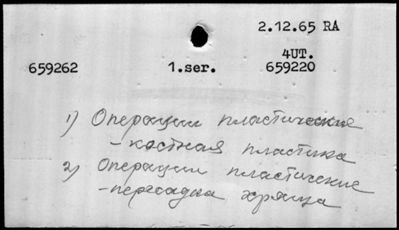 2.12.65 RA
4UT.
659262 1.ser. 659220
1) Операции пластические
- костная пластика
2) Операции пластические
- пересадка хряща